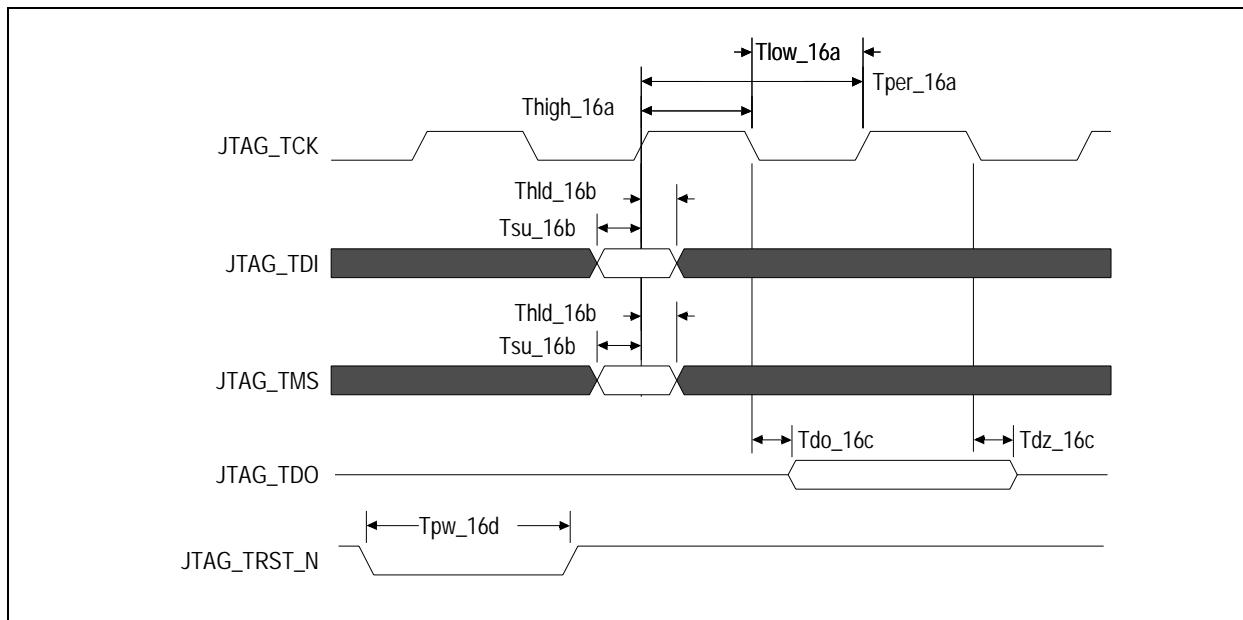 Tlow_16a
Tper_16a
Thigh_16a
JTAG_TCK
Thld_16b
Tsu_16b
JTAG_TDI
Thld_16b
Tsu_16b
JTAG_TMS
Tdo_16c
Tdz_16c
JTAG_TDO
Tpw_16d
JTAG_TRST_N